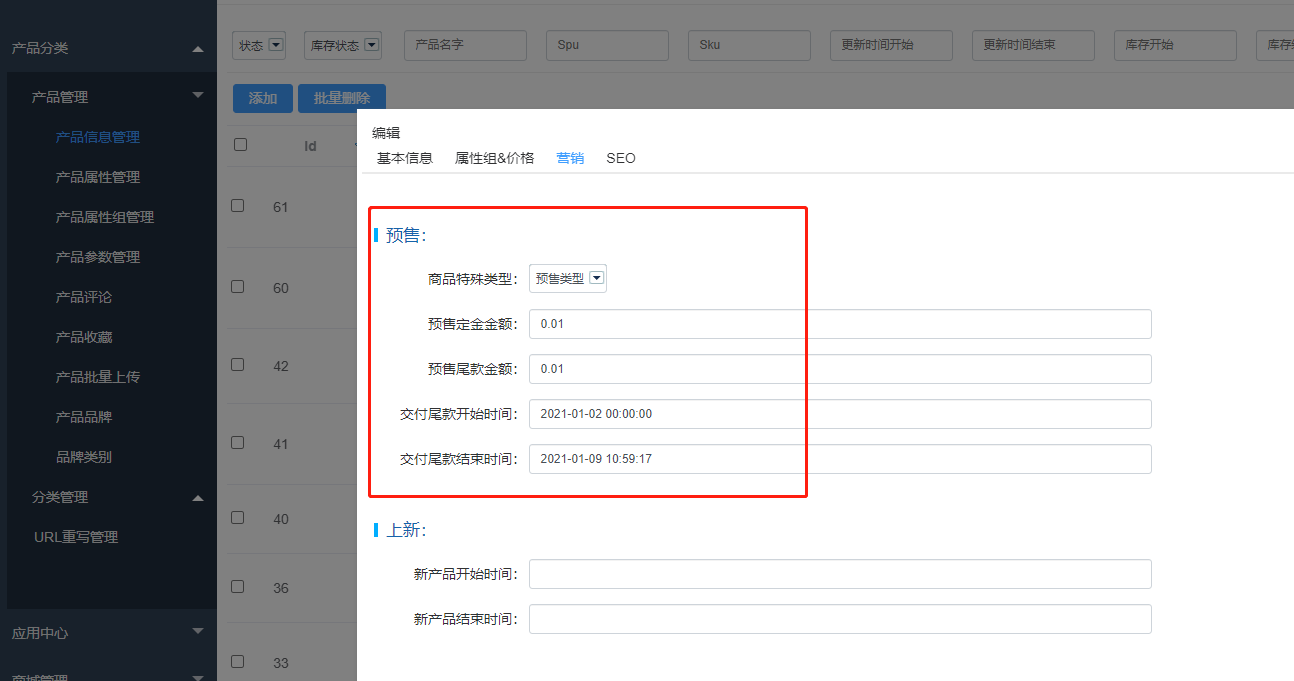 产品分类
产品管理
产品信息管理
产品属性管理
产品属性组管理
产品参数管理
产品评论
产品收藏
产品批量上传
产品品牌
品牌类别
分类管理
URL重写管理
应用中心
商城管理
状态 库存状态 产品名字 Spu Sku 更新时间开始 更新时间结束 库存开始
添加 批量删除
Id
61
60
42
41
40
36
33
编辑
基本信息 属性组&价格 营销 SEO
预售:
商品特殊类型: 预售类型
预售定金金额: 0.01
预售尾款金额: 0.01
交付尾款开始时间: 2021-01-02 00:00:00
交付尾款结束时间: 2021-01-09 10:59:17
上新:
新产品开始时间:
新产品结束时间: